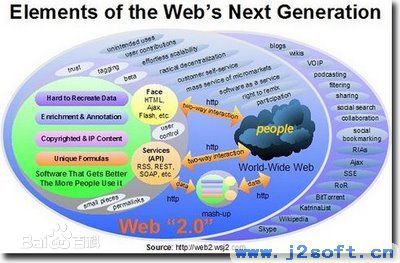 Elements of the Web's Next Generation
unintended uses
user contributions
effortless scaling
radical decentralization
customer self-service
mass service of micromarkets
software as a service
right to remix
participation
trust
tagging
beta
blogs
wikis
VOIP
podcasting
filtering
sharing
social search
collaboration
social
bookmarking
RIAs
Ajax
SSE
RoR
BitTorrent
KatrinaList
Wikipedia
Skype
Hard to Recreate Data
Enrichment & Annotation
Copyrighted & IP Content
Unique Formulas
Software That Gets Better
The More People Use it
Face
HTML,
Ajax,
Flash, etc.
user
control
Services
(API)
RSS, REST,
SOAP, etc.
http
two-way interaction
http
two-way interaction
people
World-Wide Web
http
data
http
data
mash-up
small pieces
permalinks
Web "2.0"
Source: http://web2.wsj2.com
Bai百科
www.j2soft.cn